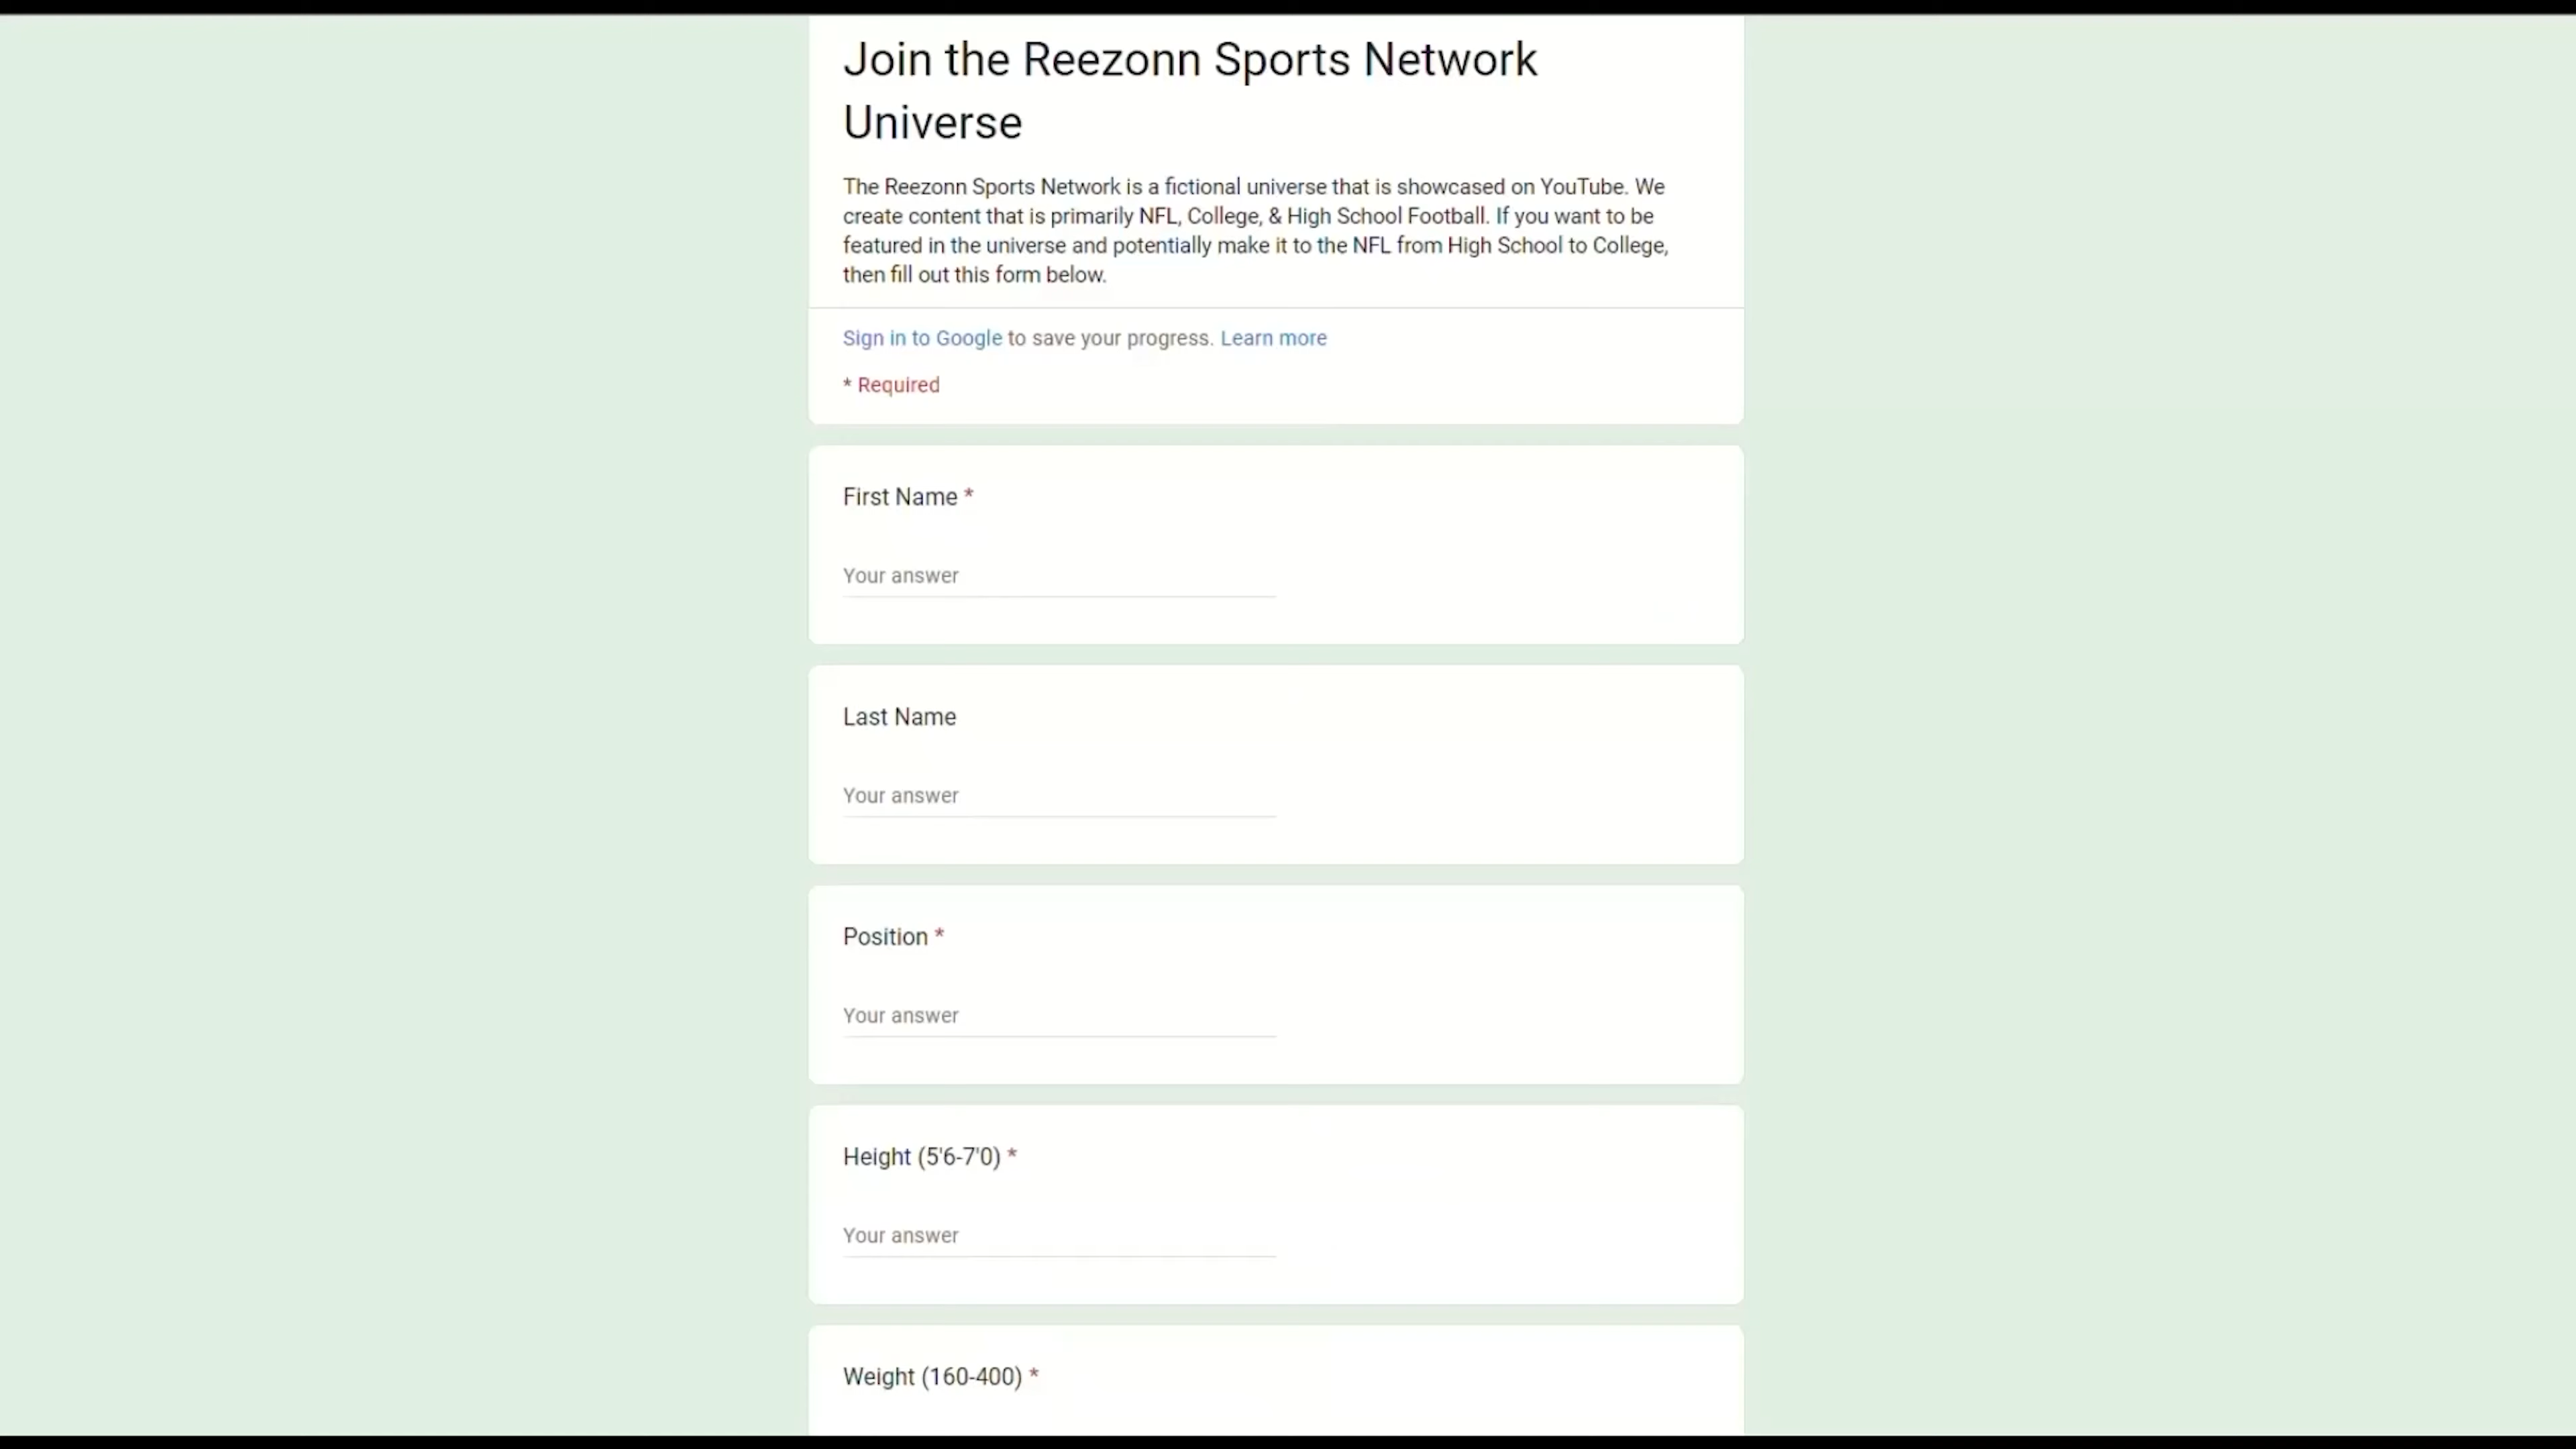 Join the Reezonn Sports Network
Universe
The Reezonn Sports Network is a fictional universe that is showcased on YouTube. We
create content that is primarily NFL, College, & High School Football. If you want to be
featured in the universe and potentially make it to the NFL from High School to College,
then fill out this form below.
Sign in to Google to save your progress. Learn more
* Required
First Name *
Your answer
Last Name
Your answer
Position *
Your answer
Height (5'6-7'0) *
Your answer
Weight (160-400) *